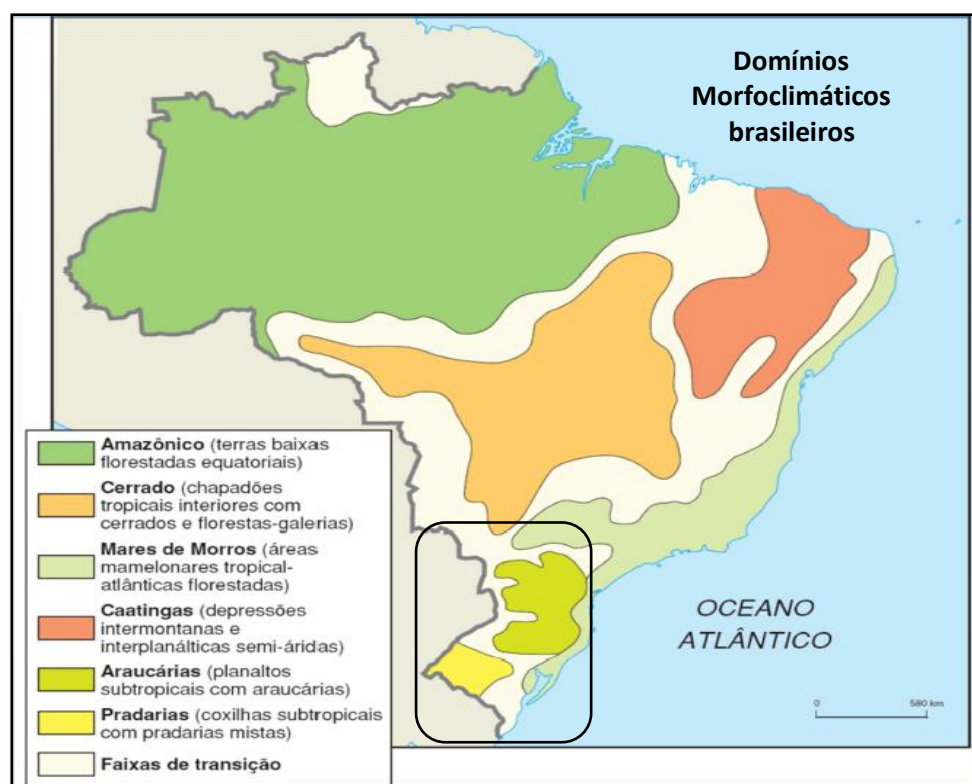 Domínios
Morfoclimáticos
brasileiros
Amazônico (terras baixas
florestadas equatoriais)
Cerrado (chapadões
tropicais interiores com
cerrados e florestas-galerias)
Mares de Morros (áreas
mamelonares tropical-
atlânticas florestadas)
Caatingas (depressões
intermontanas e
interplanálticas semi-áridas)
Araucárias (planaltos
subtropicais com araucárias)
Pradarias (coxilhas subtropicais
com pradarias mistas)
Faixas de transição
OCEANO
ATLÂNTICO
0 580 km